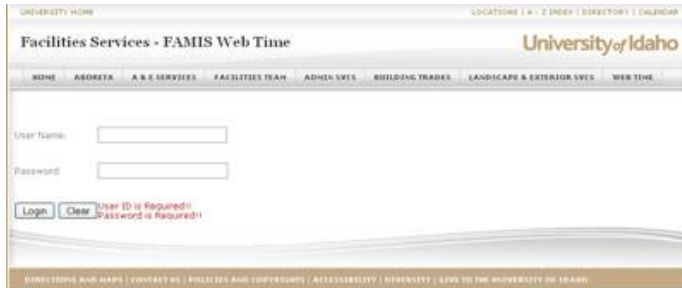 UNIVERSITY HOME
LOCATIONS | A - Z INDEX | DIRECTORY | CALENDAR
Facilities Services - FAMIS Web Time
University of Idaho
HOME ABORETA A & E SERVICES FACILITIES TEAM ADMIN SVCS BUILDING TRADES LANDSCAPE & EXTERIOR SVCS WEB TIME
User Name:
Password
Login Clear User ID is Required!!
Password is Required!!
DIRECTIONS AND MAPS | CONTACT US | POLICIES AND COPYRIGHTS | ACCESSIBILITY | DIVERSITY | GIVE TO THE UNIVERSITY OF IDAHO